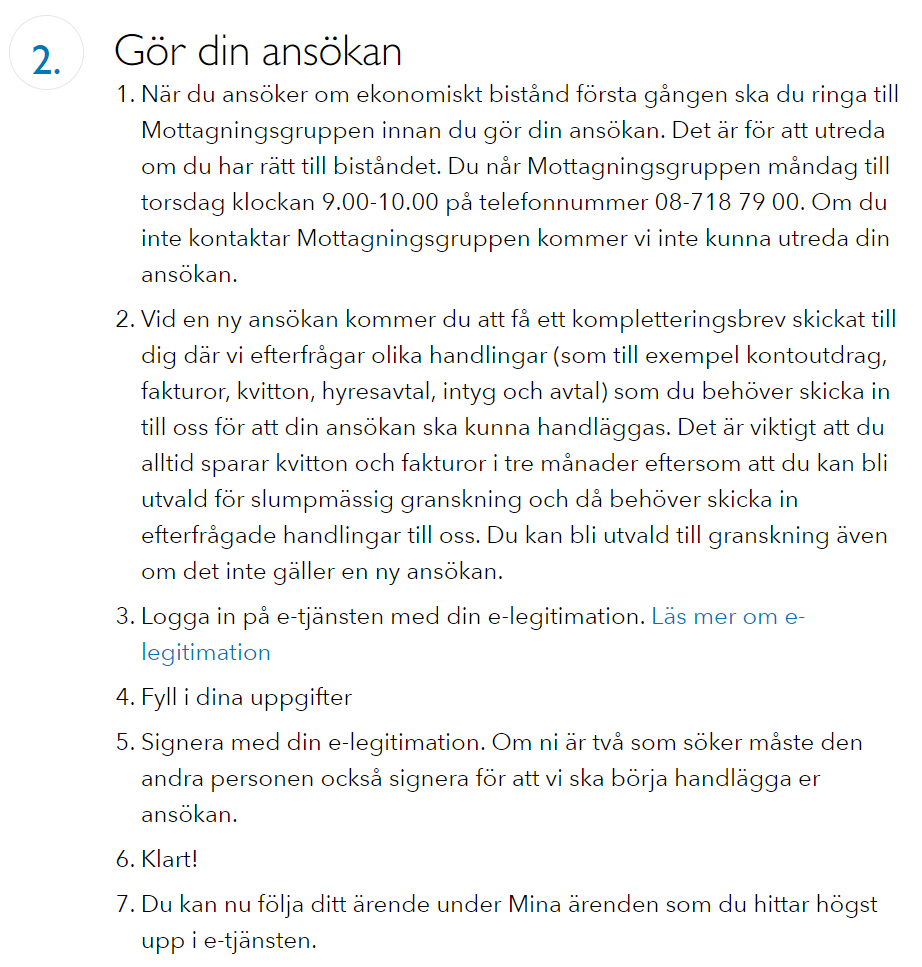 2.
Gör din ansökan
1. När du ansöker om ekonomiskt bistånd första gången ska du ringa till
Mottagningsgruppen innan du gör din ansökan. Det är för att utreda
om du har rätt till biståndet. Du når Mottagningsgruppen måndag till
torsdag klockan 9.00-10.00 på telefonnummer 08-718 79 00. Om du
inte kontaktar Mottagningsgruppen kommer vi inte kunna utreda din
ansökan.
2. Vid en ny ansökan kommer du att få ett kompletteringsbrev skickat till
dig där vi efterfrågar olika handlingar (som till exempel kontoutdrag,
fakturor, kvitton, hyresavtal, intyg och avtal) som du behöver skicka in
till oss för att din ansökan ska kunna handläggas. Det är viktigt att du
alltid sparar kvitton och fakturor i tre månader eftersom att du kan bli
utvald för slumpmässig granskning och då behöver skicka in
efterfrågade handlingar till oss. Du kan bli utvald till granskning även
om det inte gäller en ny ansökan.
3. Logga in på e-tjänsten med din e-legitimation. Läs mer om e-
legitimation
4. Fyll i dina uppgifter
5. Signera med din e-legitimation. Om ni är två som söker måste den
andra personen också signera för att vi ska börja handlägga er
ansökan.
6. Klart!
7. Du kan nu följa ditt ärende under Mina ärenden som du hittar högst
upp i e-tjänsten.